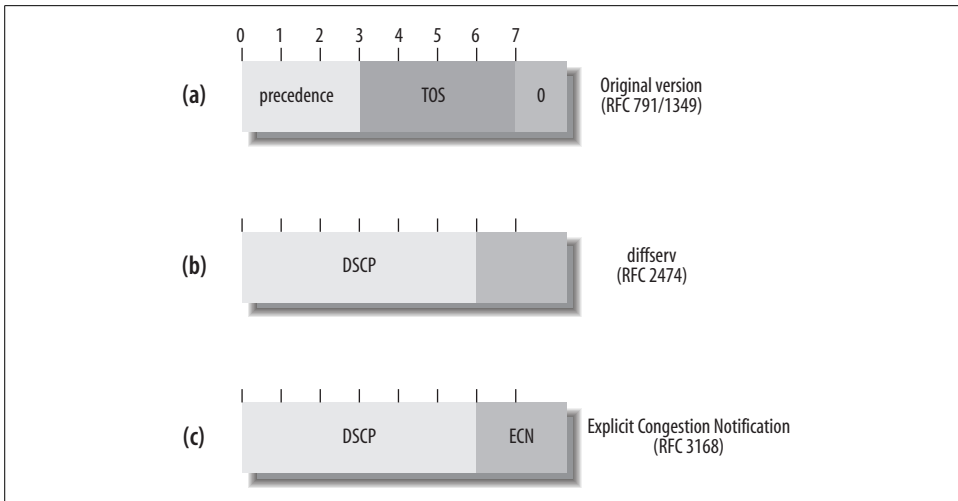 0 1 2 3 4 5 6 7
(a) precedence TOS 0 Original version
(RFC 791/1349)
(b) DSCP diffserv
(RFC 2474)
(c) DSCP ECN Explicit Congestion Notification
(RFC 3168)